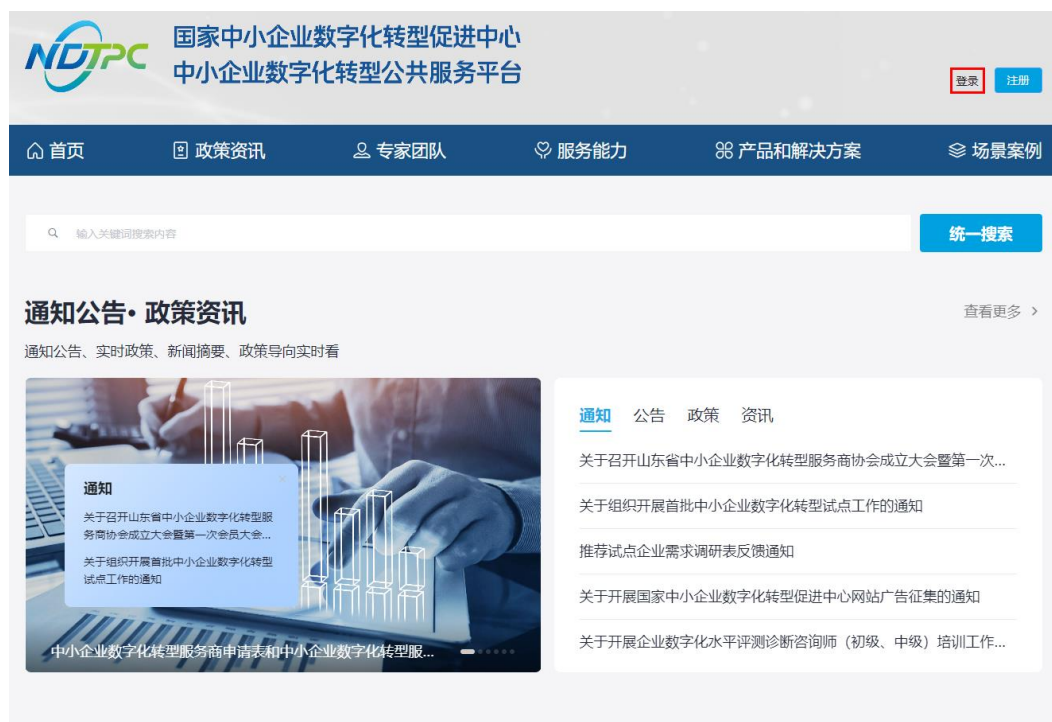 NDTPC
国家中小企业数字化转型促进中心
中小企业数字化转型公共服务平台
登录 注册
首页 政策资讯 专家团队 服务能力 产品和解决方案 场景案例
输入关键词搜索内容 统一搜索
通知公告· 政策资讯 查看更多 >
通知公告、实时政策、新闻摘要、政策导向实时看
通知
关于召开山东省中小企业数字化转型服
务商协会成立大会暨第一次会员大会...
关于组织开展首批中小企业数字化转型
试点工作的通知
中小企业数字化转型服务商申请表和中小企业数字化转型服...
通知 公告 政策 资讯
关于召开山东省中小企业数字化转型服务商协会成立大会暨第一次...
关于组织开展首批中小企业数字化转型试点工作的通知
推荐试点企业需求调研表反馈通知
关于开展国家中小企业数字化转型促进中心网站广告征集的通知
关于开展企业数字化水平评测诊断咨询师（初级、中级）培训工作...